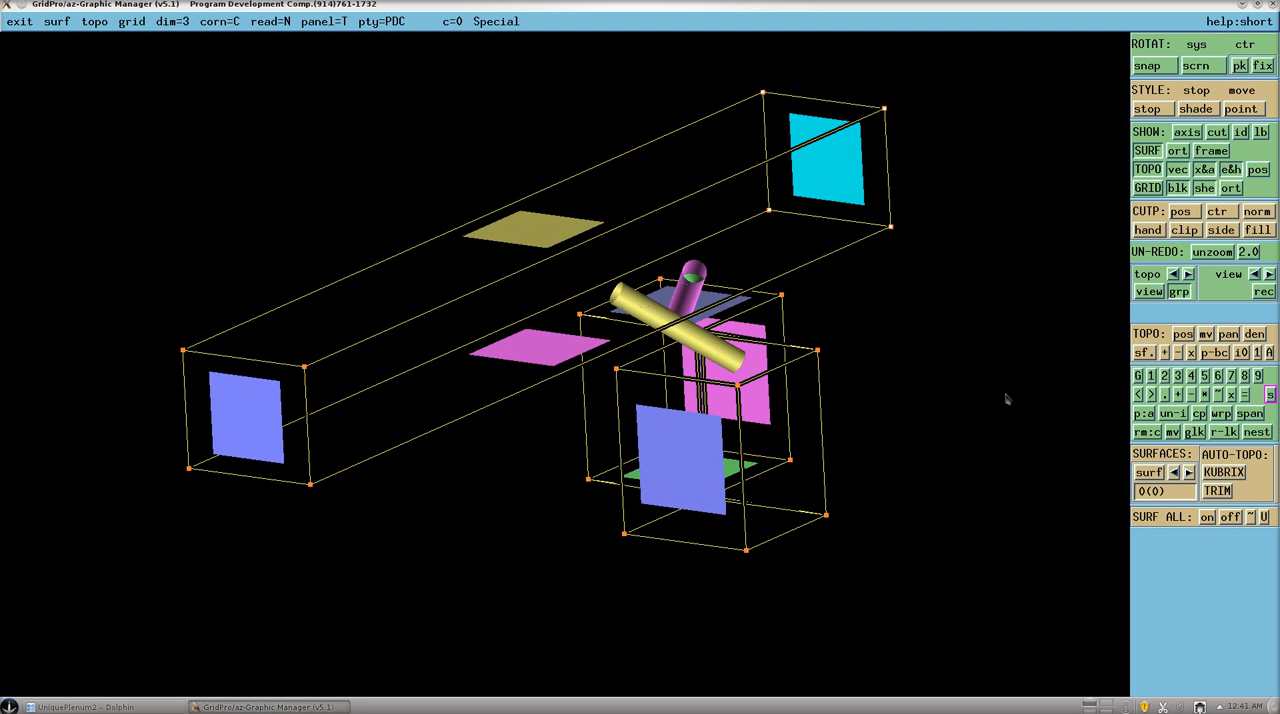 GridPro/az-Graphic Manager (v5.1) Program Development Comp.(914)761-1732
exit surf topo grid dim=3 corn=C read=N panel=T pty=PDC c=0 Special help:short
ROTAT: sys ctr
snap scrn pk fix
STYLE: stop move
stop shade point
SHOW: axis cut id lb
SURF ort frame
TOPO vec x&a e&h pos
GRID blk she ort
CUTP: pos ctr norm
hand clip side fill
UN-REDO: unzoom 2.0
topo view
view grp rec
TOPO: pos mv pan den
sf. + - x p-bc i0 1 A
G 1 2 3 4 5 6 7 8 9
< > . + - * ~ x = s
p:a un-i cp wrp span
rm:c mv glk r-lk nest
SURFACES: AUTO-TOPO:
surf KUBRIX
0(0) TRIM
SURF ALL: on off ~ U
UniquePlenum2 – Dolphin GridPro/az-Graphic Manager (v5.1) 12:41 AM